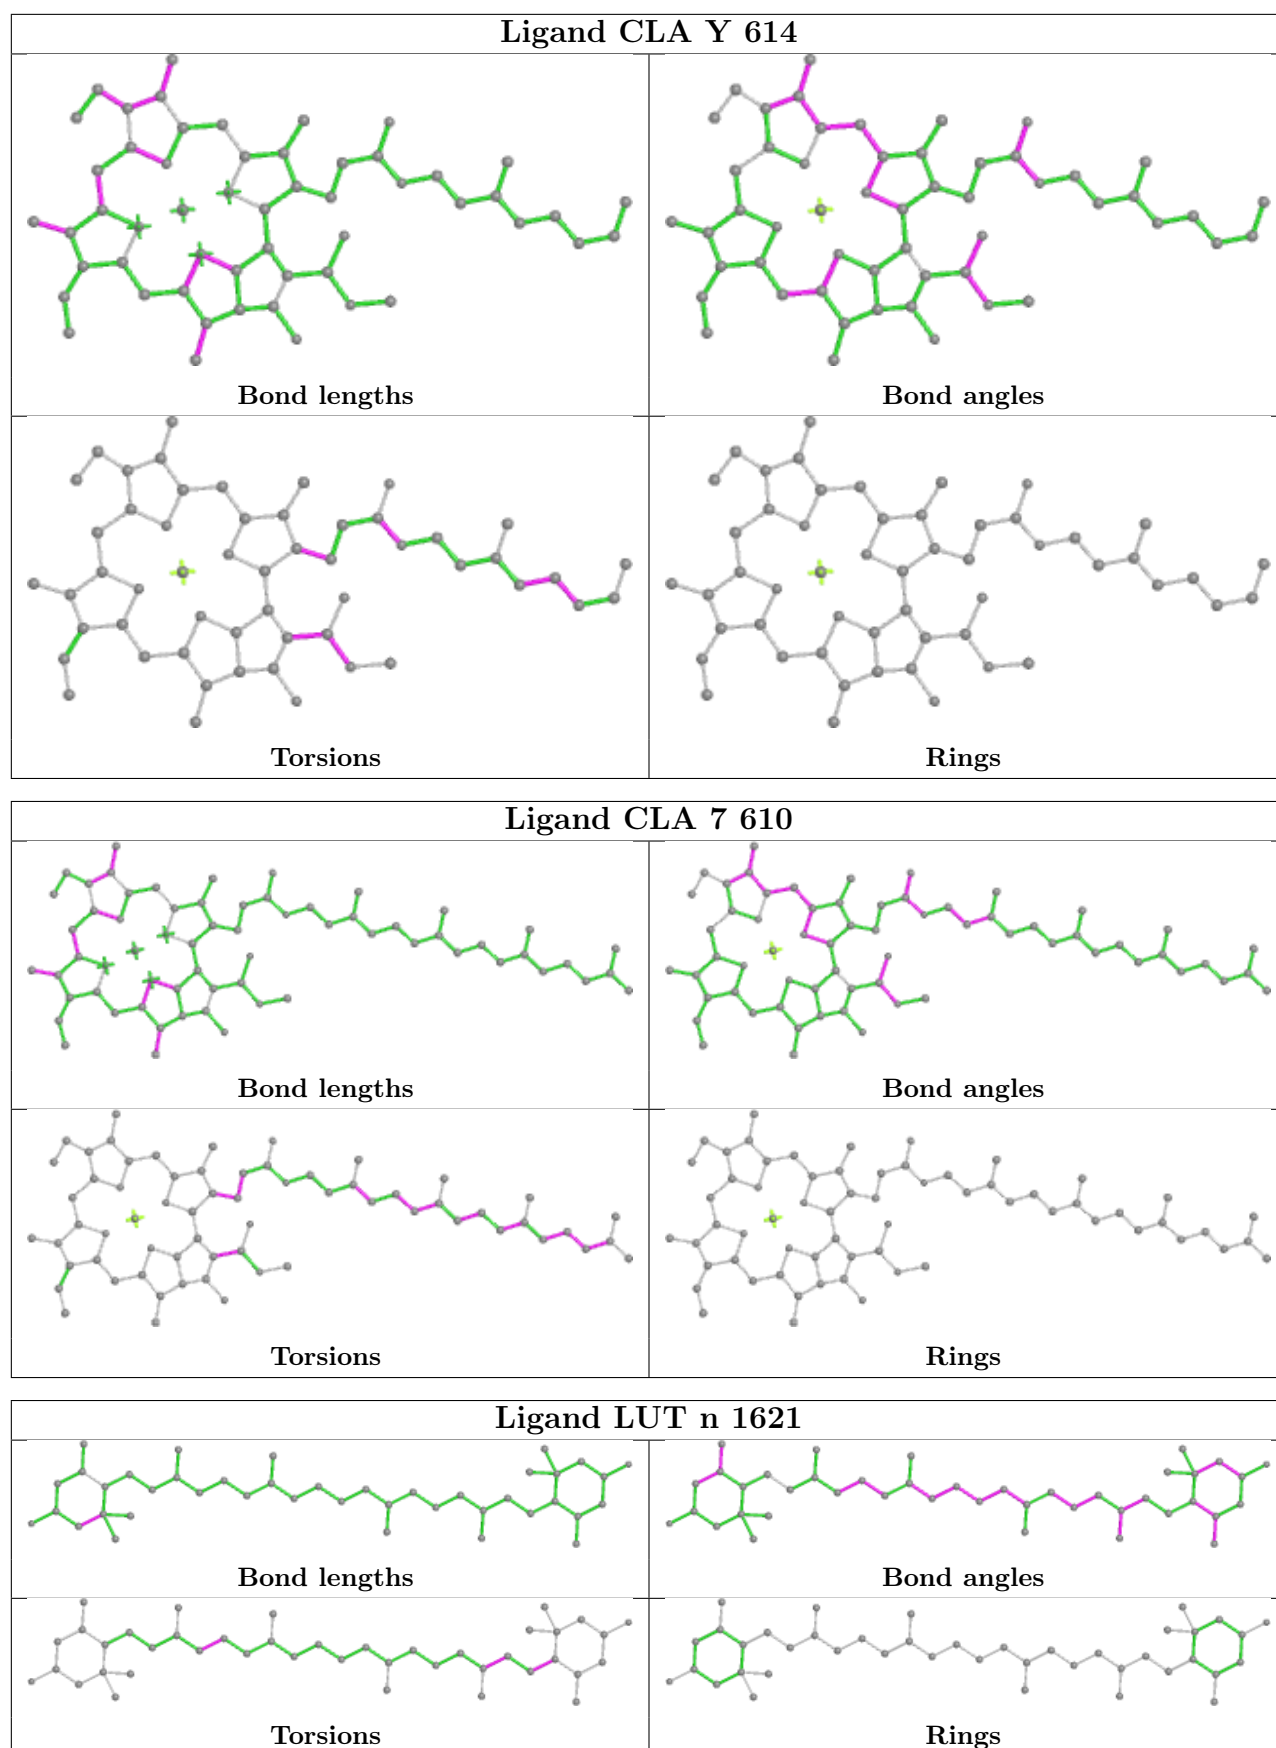 Ligand CLA Y 614
Bond lengths
Bond angles
Torsions
Rings
Ligand CLA 7 610
Bond lengths
Bond angles
Torsions
Rings
Ligand LUT n 1621
Bond lengths
Bond angles
Torsions
Rings